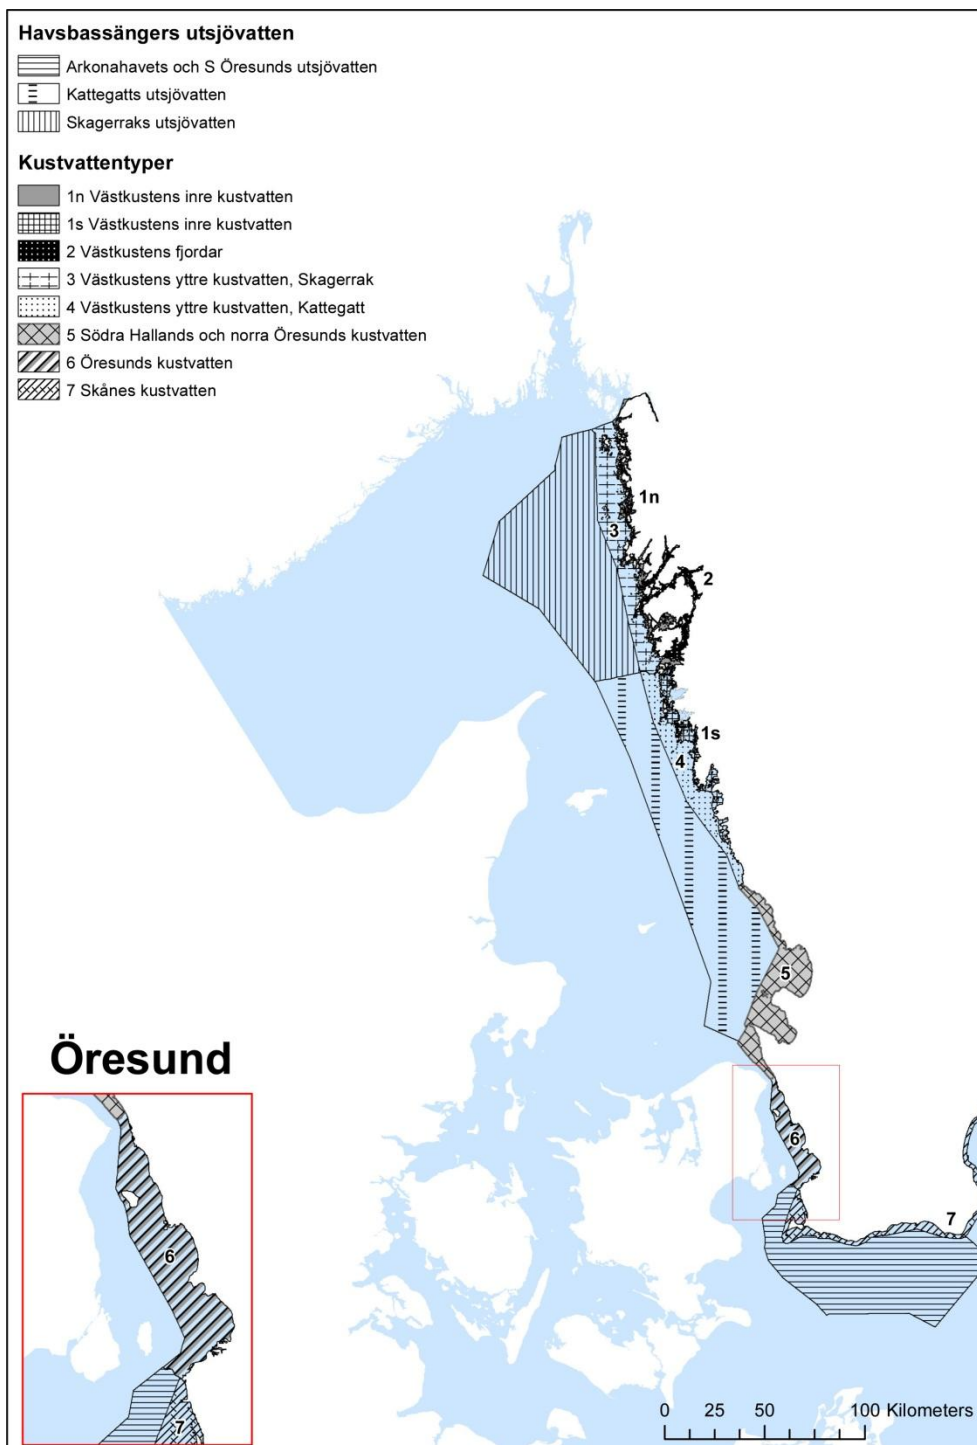 Havsbassängers utsjövatten
Arkonahavets och S Öresunds utsjövatten
Kattegatts utsjövatten
Skagerraks utsjövatten
Kustvattentyper
1n Västkustens inre kustvatten
1s Västkustens inre kustvatten
2 Västkustens fjordar
3 Västkustens yttre kustvatten, Skagerrak
4 Västkustens yttre kustvatten, Kattegatt
5 Södra Hallands och norra Öresunds kustvatten
6 Öresunds kustvatten
7 Skånes kustvatten
1n
3
2
1s
4
5
6
7
Öresund
6
7
0 25 50 100 Kilometers